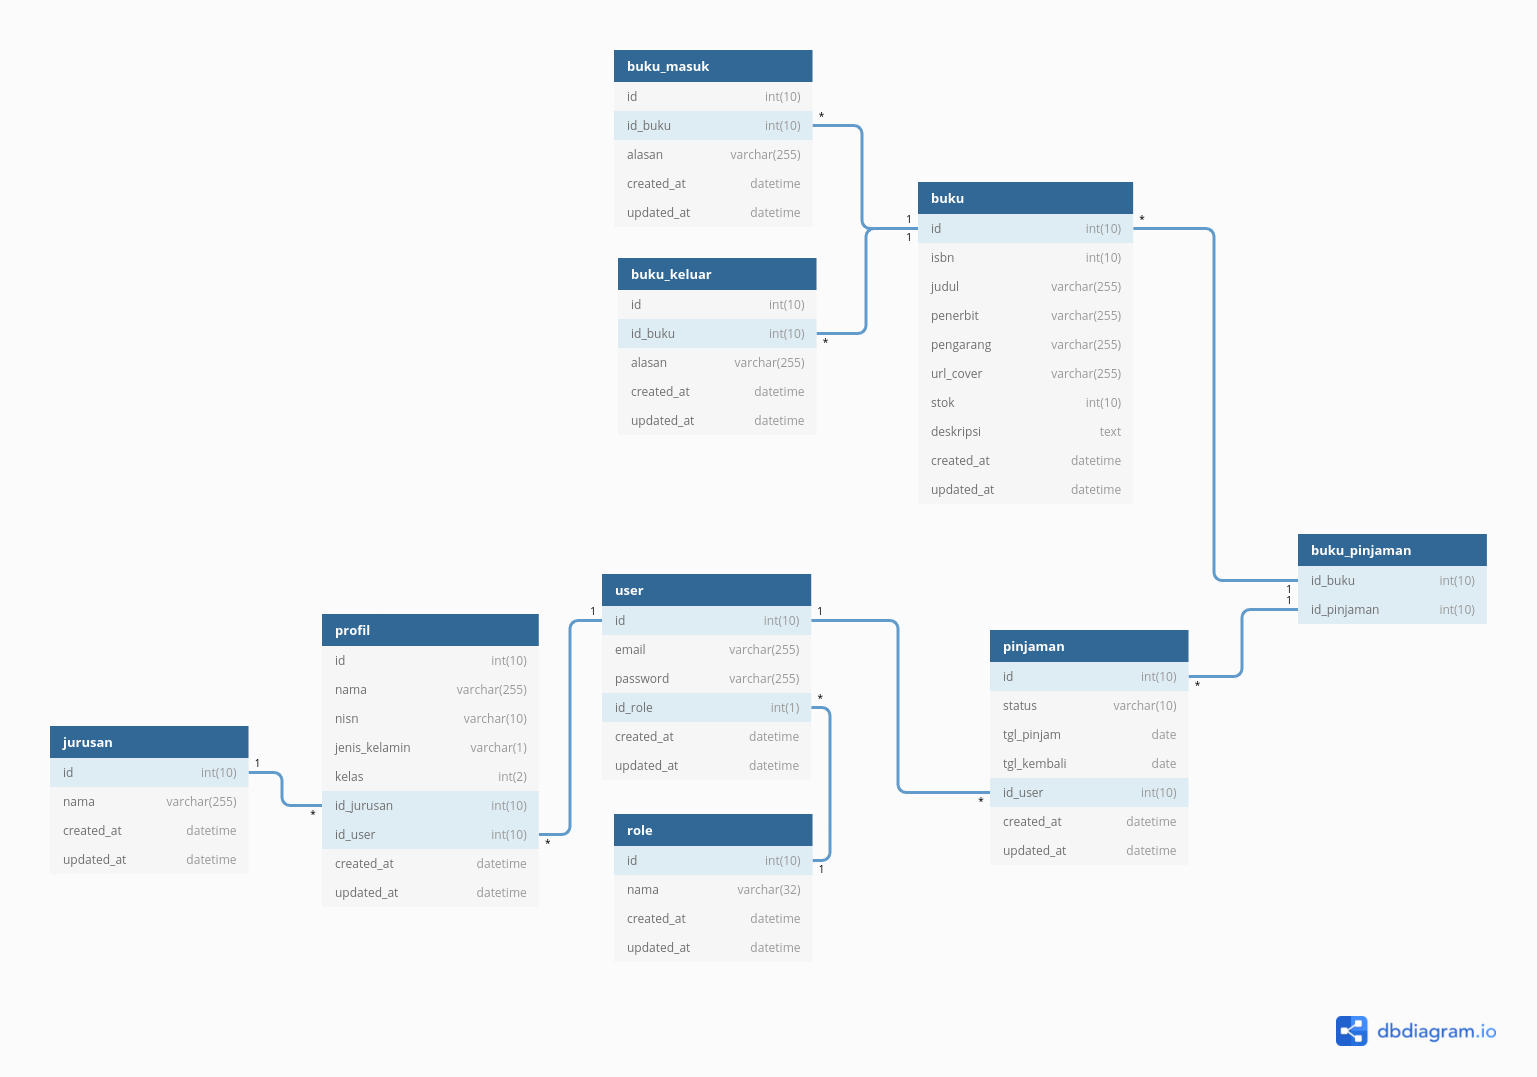 buku_masuk
id int(10)
id_buku int(10) *
alasan varchar(255)
created_at datetime
updated_at datetime
buku_keluar
id int(10)
id_buku int(10)
*
alasan varchar(255)
created_at datetime
updated_at datetime
buku
1 id int(10) *
1
isbn int(10)
judul varchar(255)
penerbit varchar(255)
pengarang varchar(255)
url_cover varchar(255)
stok int(10)
deskripsi text
created_at datetime
updated_at datetime
buku_pinjaman
id_buku int(10)
1
1
id_pinjaman int(10)
user
1 id int(10) 1
email varchar(255)
password varchar(255)
id_role int(1) *
created_at datetime
updated_at datetime
profil
id int(10)
nama varchar(255)
nisn varchar(10)
jenis_kelamin varchar(1)
kelas int(2)
id_jurusan int(10)
*
id_user int(10)
*
created_at datetime
updated_at datetime
jurusan
id int(10) 1
nama varchar(255)
created_at datetime
updated_at datetime
role
id int(10)
1
nama varchar(32)
created_at datetime
updated_at datetime
pinjaman
id int(10)
*
status varchar(10)
tgl_pinjam date
tgl_kembali date
id_user int(10)
*
created_at datetime
updated_at datetime
dbdiagram.io